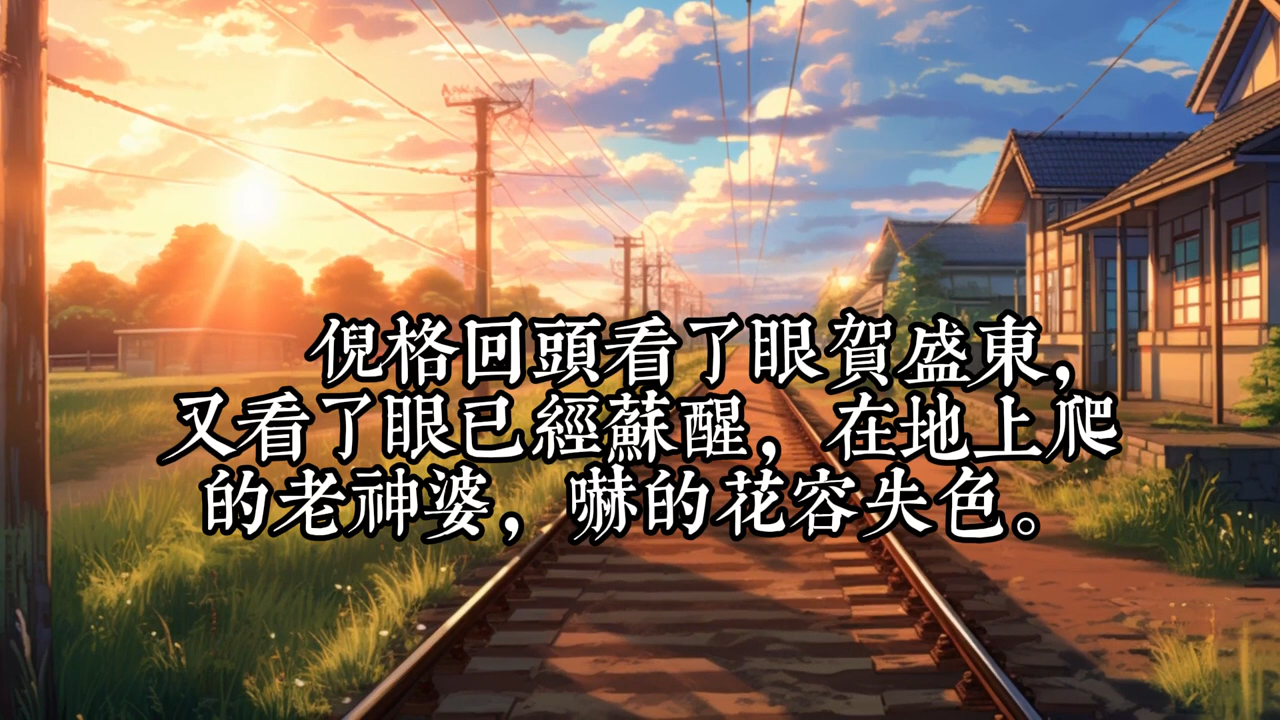 倪格回頭看了眼賀盛東，
又看了眼已經蘇醒，在地上爬
的老神婆，嚇的花容失色。